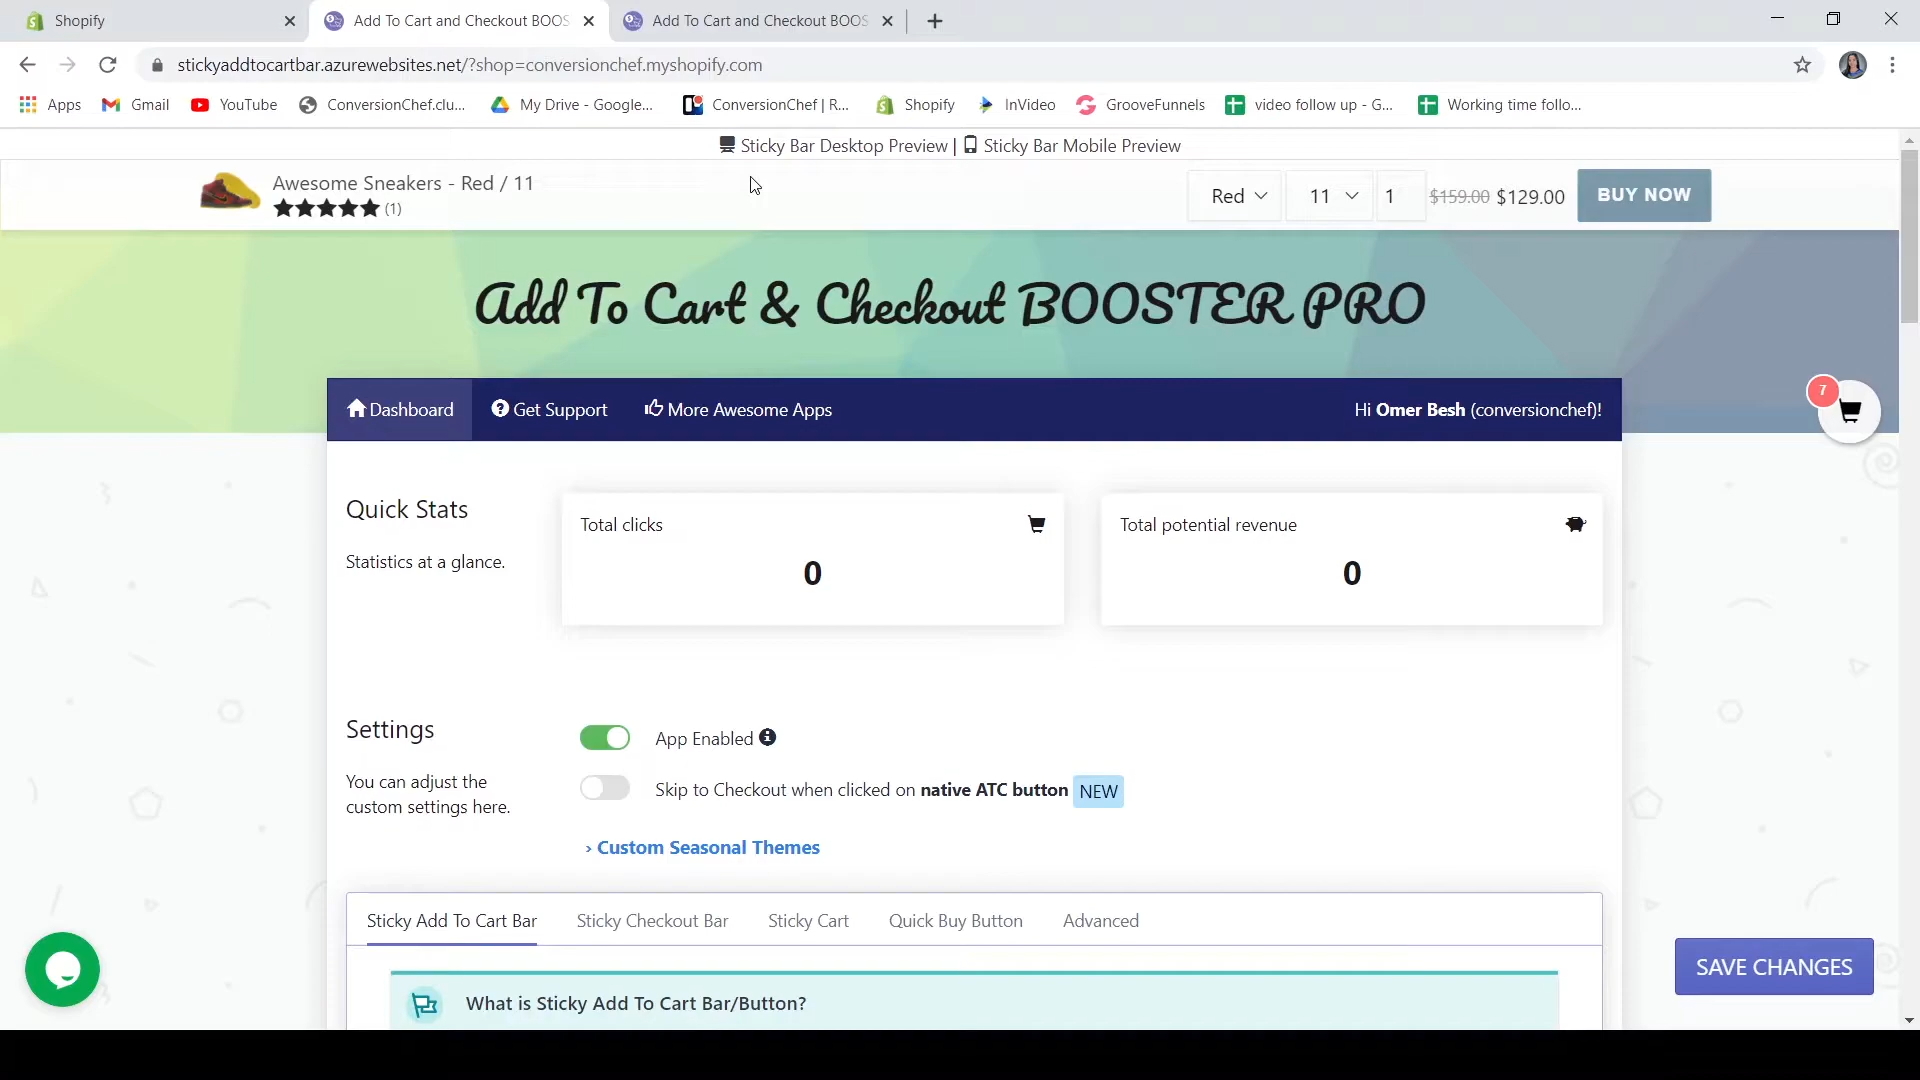 Shopify
Add To Cart and Checkout BOOS
Add To Cart and Checkout BOOS
stickyaddtocartbar.azurewebsites.net/?shop=conversionchef.myshopify.com
Apps Gmail YouTube ConversionChef.clu... My Drive - Google... ConversionChef | R... Shopify InVideo GrooveFunnels video follow up - G... Working time follo...
Sticky Bar Desktop Preview | Sticky Bar Mobile Preview
Awesome Sneakers - Red / 11
(1)
Red 11 1 $159.00 $129.00 BUY NOW
Add To Cart & Checkout BOOSTER PRO
7
Dashboard Get Support More Awesome Apps Hi Omer Besh (conversionchef)!
Quick Stats
Statistics at a glance.
Total clicks
0
Total potential revenue
0
Settings
You can adjust the
custom settings here.
App Enabled
Skip to Checkout when clicked on native ATC button NEW
› Custom Seasonal Themes
Sticky Add To Cart Bar Sticky Checkout Bar Sticky Cart Quick Buy Button Advanced
What is Sticky Add To Cart Bar/Button?
SAVE CHANGES